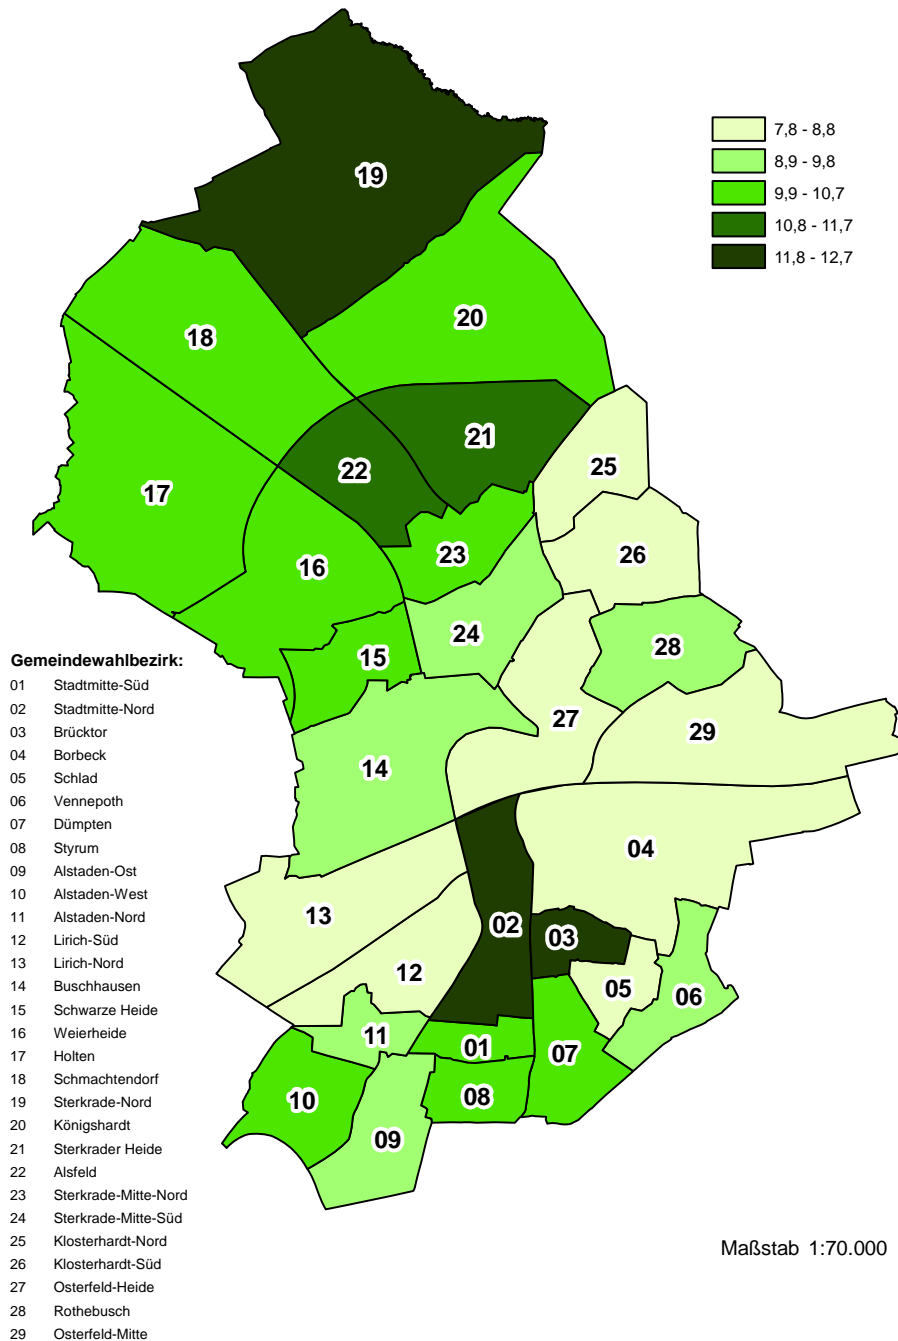 7,8 - 8,8
8,9 - 9,8
9,9 - 10,7
10,8 - 11,7
11,8 - 12,7
19
20
18
21
22
25
17
23
26
16
24
28
15
27
29
14
04
13
02
03
12
05
06
11
01
07
10
08
09
Gemeindewahlbezirk:
01 Stadtmitte-Süd
02 Stadtmitte-Nord
03 Brücktor
04 Borbeck
05 Schlad
06 Vennepoth
07 Dümpten
08 Styrum
09 Alstaden-Ost
10 Alstaden-West
11 Alstaden-Nord
12 Lirich-Süd
13 Lirich-Nord
14 Buschhausen
15 Schwarze Heide
16 Weierheide
17 Holten
18 Schmachtendorf
19 Sterkrade-Nord
20 Königshardt
21 Sterkrader Heide
22 Alsfeld
23 Sterkrade-Mitte-Nord
24 Sterkrade-Mitte-Süd
25 Klosterhardt-Nord
26 Klosterhardt-Süd
27 Osterfeld-Heide
28 Rothebusch
29 Osterfeld-Mitte
Maßstab 1:70.000